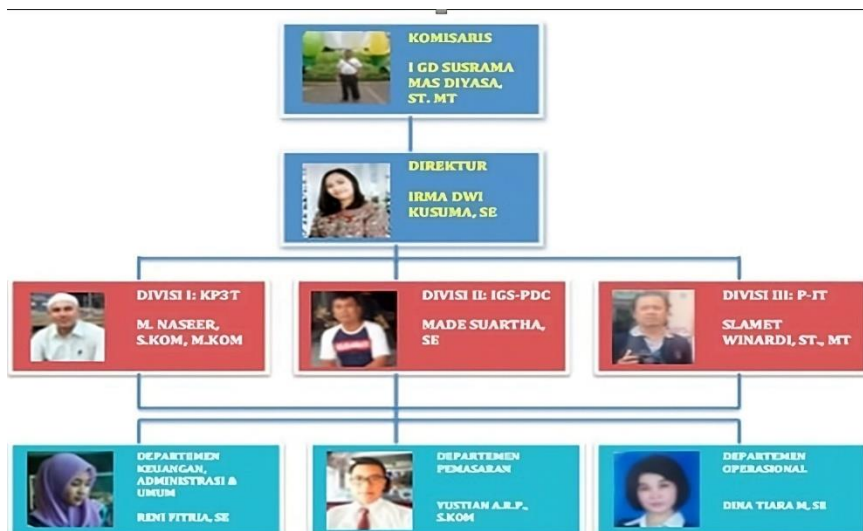 KOMISARIS
I GD SUSRAMA
MAS DIYASA,
ST. MT
DIREKTUR
IRMA DWI
KUSUMA, SE
DIVISI I: KP3T
M. NASEER,
S.KOM, M.KOM
DIVISI II: IGS-PDC
MADE SUARTHA,
SE
DIVISI III: P-IT
SLAMET
WINARDI, ST., MT
DEPARTEMEN
KEUANGAN,
ADMINISTRASI &
UMUM
RENI FITRIA, SE
DEPARTEMEN
PEMASARAN
YUSTIAN A.R.P.,
S.KOM
DEPARTEMEN
OPERASIONAL
DINA TIARA M, SE